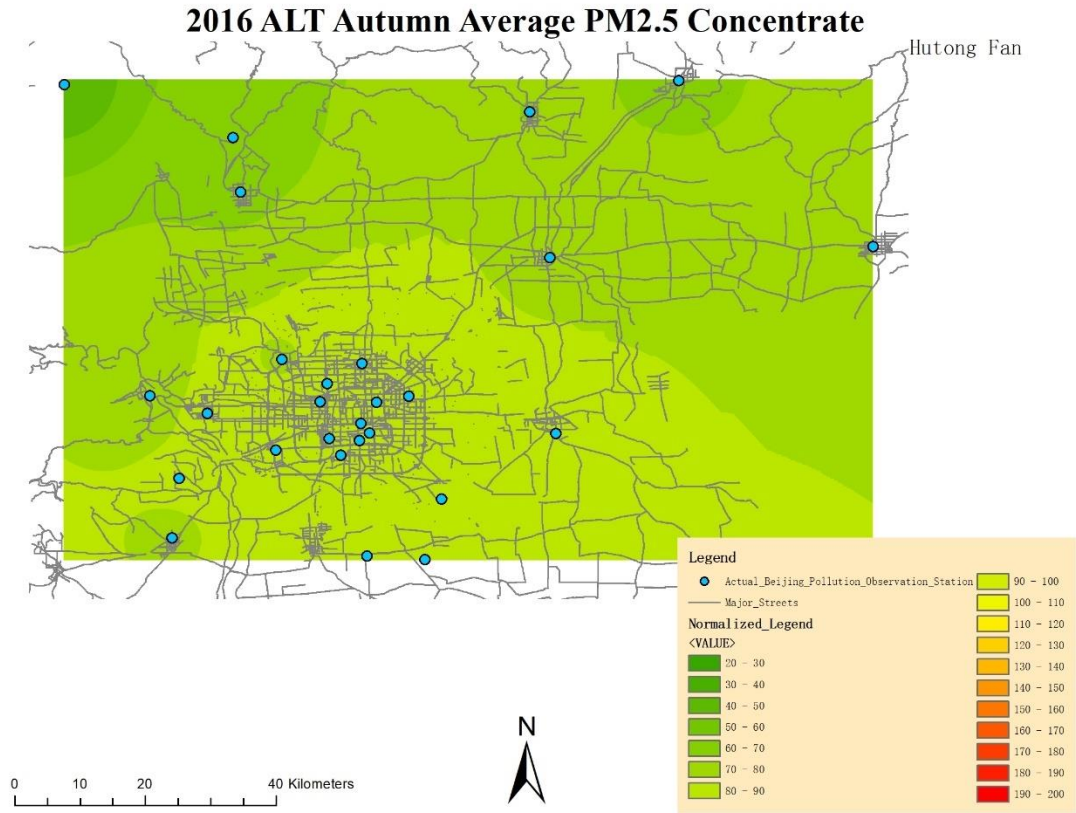 2016 ALT Autumn Average PM2.5 Concentrate
Hutong Fan
Legend
Actual_Beijing_Pollution_Observation_Station
Major_Streets
Normalized_Legend
<VALUE>
20 - 30
30 - 40
40 - 50
50 - 60
60 - 70
70 - 80
80 - 90
90 - 100
100 - 110
110 - 120
120 - 130
130 - 140
140 - 150
150 - 160
160 - 170
170 - 180
180 - 190
190 - 200
N
0 10 20 40 Kilometers